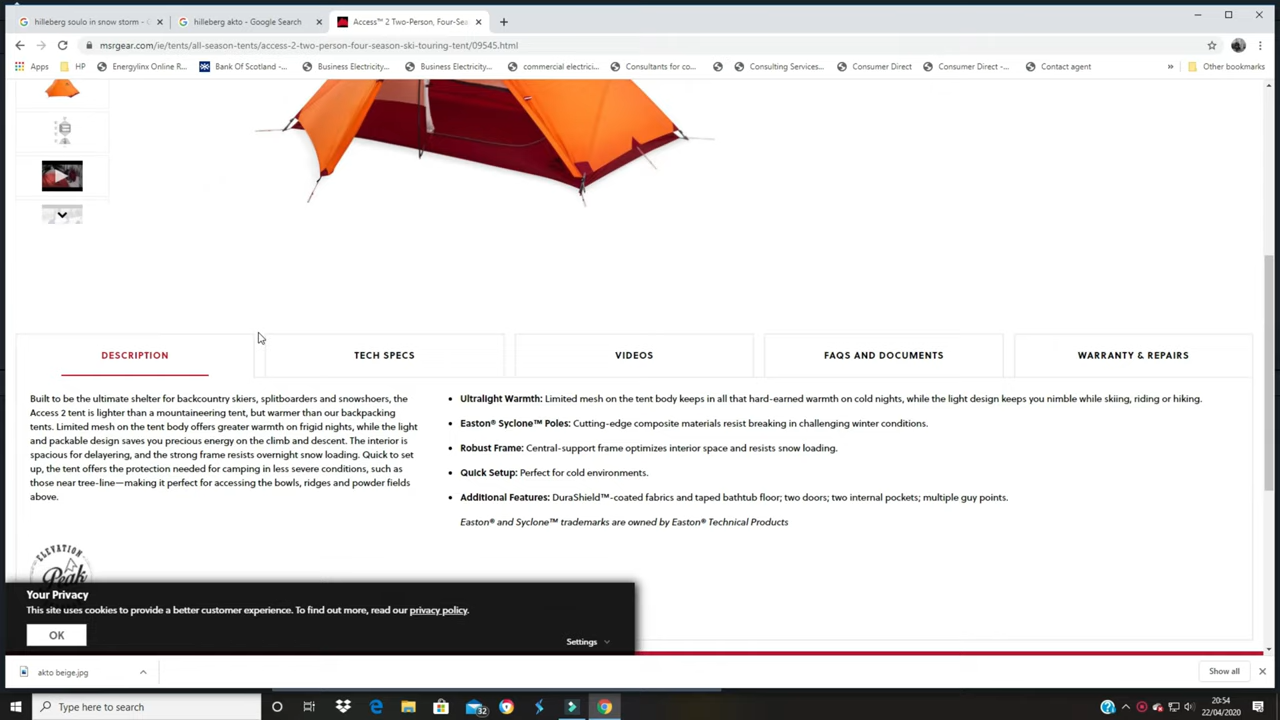 hilleberg soulo in snow storm - G
hilleberg akto - Google Search
Access™ 2 Two-Person, Four-Sea
msrgear.com/ie/tents/all-season-tents/access-2-two-person-four-season-ski-touring-tent/09545.html
Apps HP Energylinx Online R... Bank Of Scotland -... Business Electricity... Business Electricity... commercial electrici... Consultants for co... Consulting Services... Consumer Direct Consumer Direct -... Contact agent » Other bookmarks
DESCRIPTION TECH SPECS VIDEOS FAQS AND DOCUMENTS WARRANTY & REPAIRS
Built to be the ultimate shelter for backcountry skiers, splitboarders and snowshoers, the
Access 2 tent is lighter than a mountaineering tent, but warmer than our backpacking
tents. Limited mesh on the tent body offers greater warmth on frigid nights, while the light
and packable design saves you precious energy on the climb and descent. The interior is
spacious for delayering, and the strong frame resists overnight snow loading. Quick to set
up, the tent offers the protection needed for camping in less severe conditions, such as
those near tree-line—making it perfect for accessing the bowls, ridges and powder fields
above.
• Ultralight Warmth: Limited mesh on the tent body keeps in all that hard-earned warmth on cold nights, while the light design keeps you nimble while skiing, riding or hiking.
• Easton® Syclone™ Poles: Cutting-edge composite materials resist breaking in challenging winter conditions.
• Robust Frame: Central-support frame optimizes interior space and resists snow loading.
• Quick Setup: Perfect for cold environments.
• Additional Features: DuraShield™-coated fabrics and taped bathtub floor; two doors; two internal pockets; multiple guy points.
Easton® and Syclone™ trademarks are owned by Easton® Technical Products
ELEVATION
Peak
Your Privacy
This site uses cookies to provide a better customer experience. To find out more, read our privacy policy.
OK
Settings
akto beige.jpg
Show all
Type here to search
32
20:54
22/04/2020